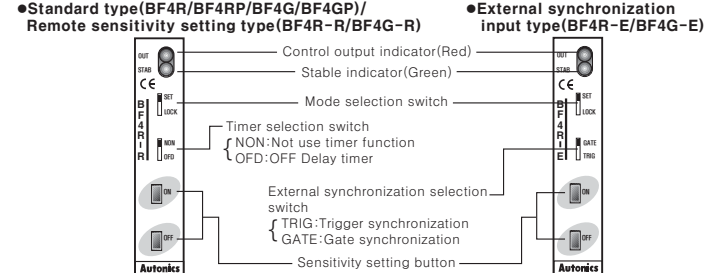 ●Standard type(BF4R/BF4RP/BF4G/BF4GP)/
Remote sensitivity setting type(BF4R-R/BF4G-R)
●External synchronization
input type(BF4R-E/BF4G-E)
OUT
STAB
CE
SET
LOCK
BF4R-R
NON
OFD
ON
OFF
Autonics
Control output indicator(Red)
Stable indicator(Green)
Mode selection switch
Timer selection switch
{ NON:Not use timer function
OFD:OFF Delay timer
External synchronization selection
switch
{ TRIG:Trigger synchronization
GATE:Gate synchronization
Sensitivity setting button
OUT
STAB
CE
SET
LOCK
BF4R-E
GATE
TRIG
ON
OFF
Autonics